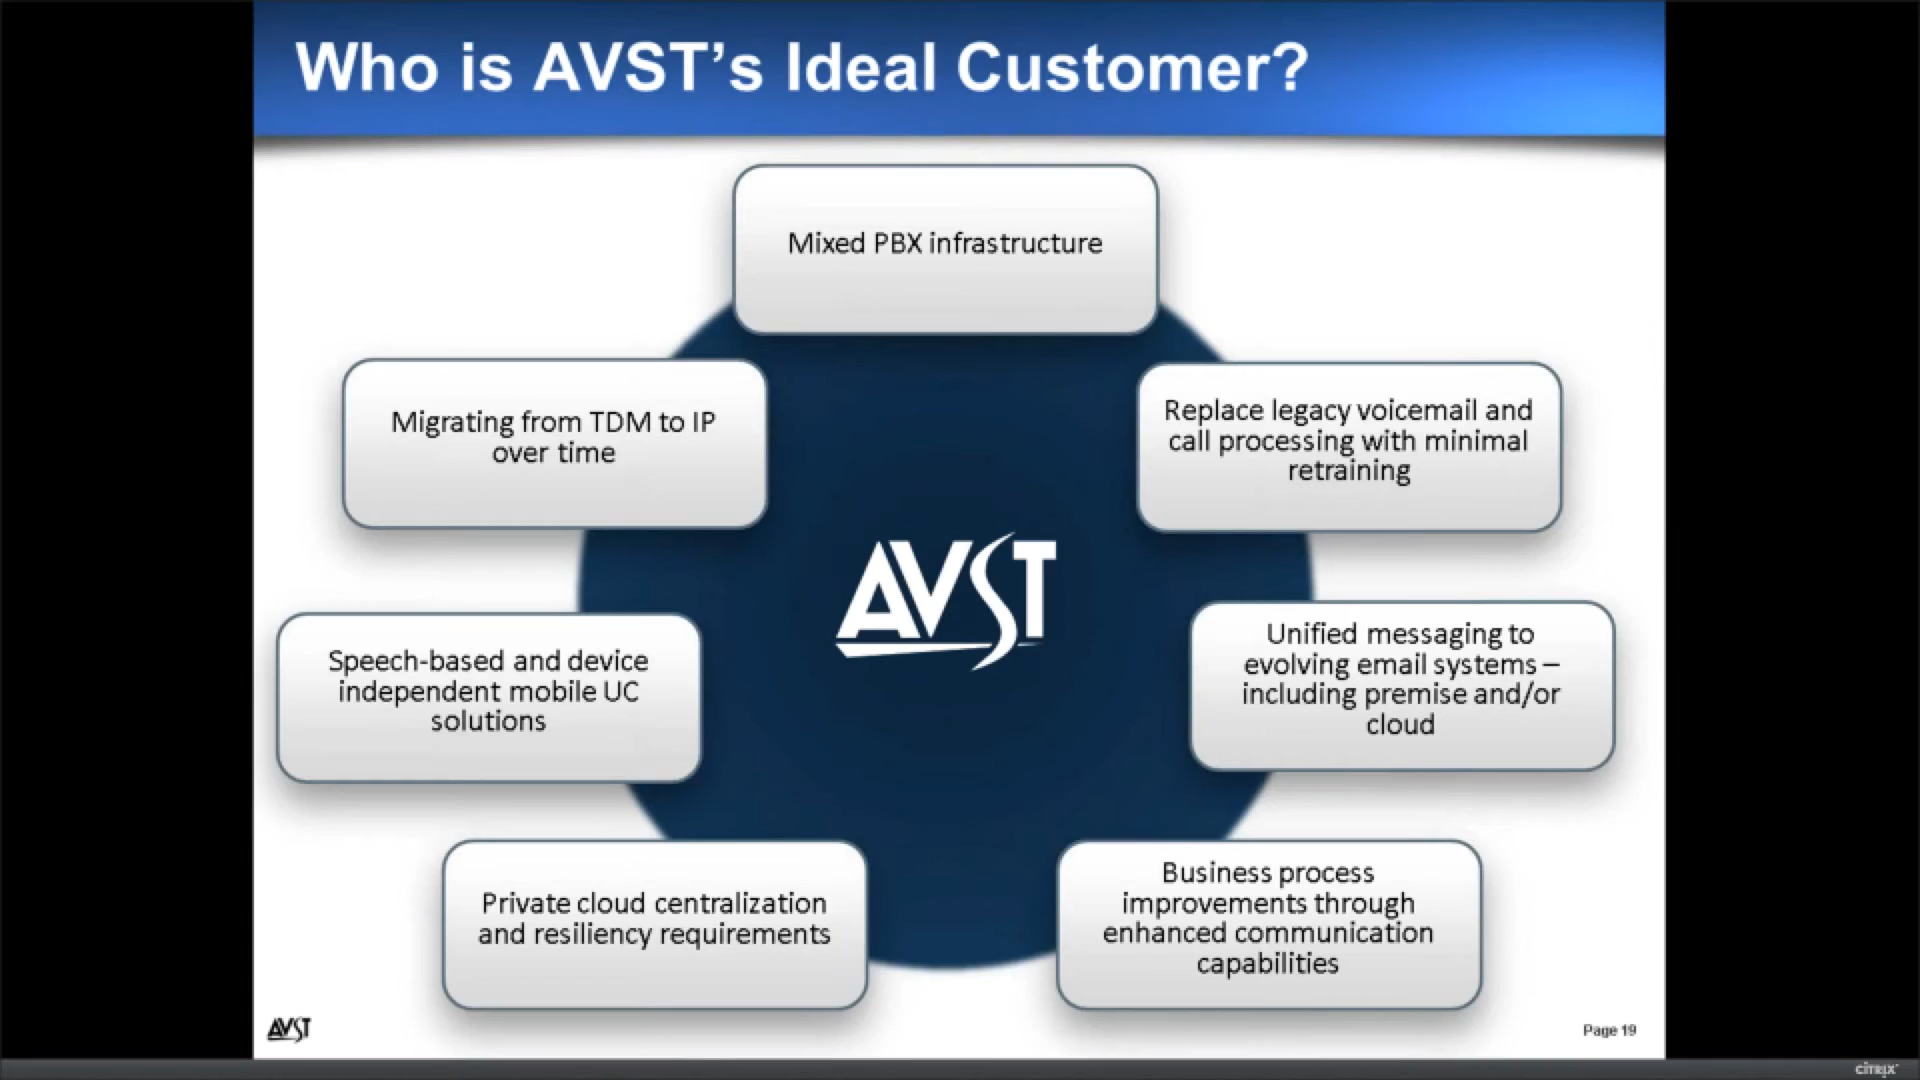 Who is AVST’s Ideal Customer?
Mixed PBX infrastructure
Migrating from TDM to IP
over time
Replace legacy voicemail and
call processing with minimal
retraining
AVST
Speech-based and device
independent mobile UC
solutions
Unified messaging to
evolving email systems –
including premise and/or
cloud
Private cloud centralization
and resiliency requirements
Business process
improvements through
enhanced communication
capabilities
AVST
Page 19
CITRIX